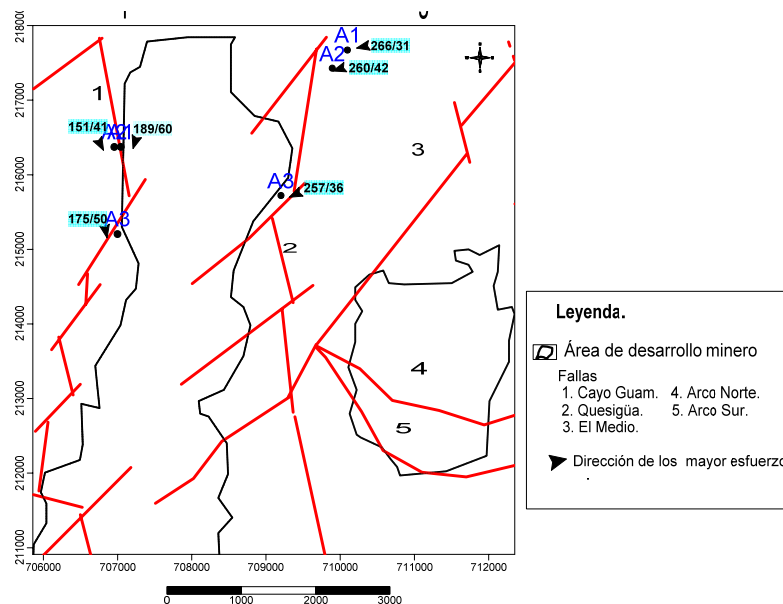 218000
217000
216000
215000
214000
213000
212000
211000
A1
266/31
A2
260/42
1
151/41
A2
A1
189/60
3
A3
257/36
175/50
A3
2
4
5
706000 707000 708000 709000 710000 711000 712000
0 1000 2000 3000
Leyenda.
Área de desarrollo minero
Fallas
1. Cayo Guam. 4. Arco Norte.
2. Quesigüa. 5. Arco Sur.
3. El Medio.
Dirección de los mayor esfuerzo
.